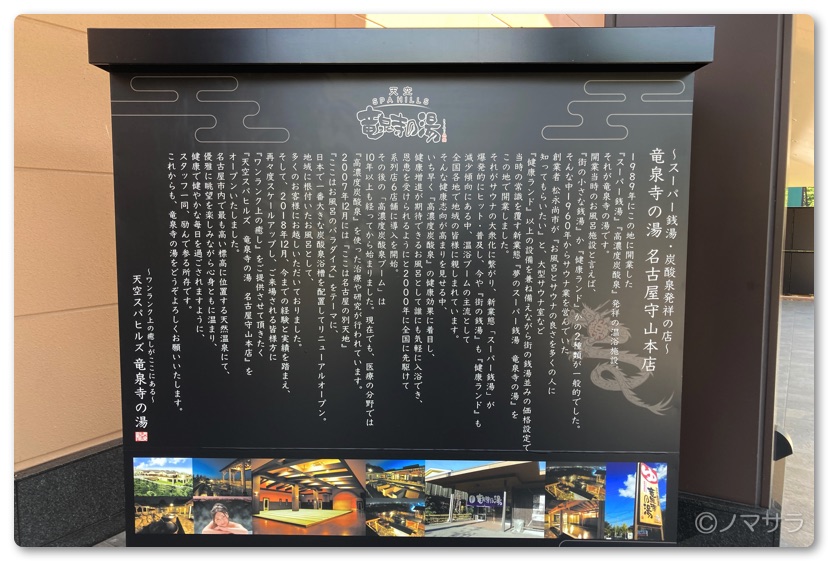 天空
SPA HILLS
竜泉寺の湯
～スーパー銭湯・炭酸泉発祥の店～
竜泉寺の湯 名古屋守山本店
1989年にこの地に開業した
『スーパー銭湯』『高濃度炭酸泉』発祥の温浴施設、
それが竜泉寺の湯です。
開業当時のお風呂施設と言えば、
『街の小さな銭湯』か『健康ランド』かの2種類が一般的でした。
そんな中1960年からサウナ業を営んでいた
創業者 松永尚市が『お風呂とサウナの良さを多くの人に
知ってもらいたい』と、大型サウナ室など
『健康ランド』以上の設備を兼ね備えながら街の銭湯並みの価格設定で
当時の常識を覆す新業態『夢のスーパー銭湯 竜泉寺の湯』を
この地で開業しました。
それがサウナの大衆化に繋がり、新業態『スーパー銭湯』が
爆発的にヒット・普及し、今や『街の銭湯』も『健康ランド』も
減少傾向にある中、温浴ブームの主流として
全国各地で地域の皆様に親しまれています。
そんな健康志向が高まりを見せる中、
いち早く『高濃度炭酸泉』の健康効果に着目し、
健康増進が期待できるお風呂として誰にも気軽に入浴でき、
恩恵を受けられるようにと2000年に全国に先駆けて
系列店6店舗に導入を開始。
その後の『高濃度炭酸泉ブーム』は
10年以上も経ってから始まりました。現在でも、医療の分野では
『高濃度炭酸泉』を使った治療や研究が行われています。
2007年12月には『ここは名古屋の別天地』
『ここはお風呂のパラダイス』をテーマに、
日本で一番大きな炭酸泉浴槽を配置してリニューアルオープン。
地域に根付いたお風呂として
多くのお客様にお越しいただいておりました。
そして、2018年12月、今までの経験と実績を踏まえ、
再々度スケールアップし、ご来場される皆様方に
『ワンランク上の癒し』をご提供させて頂きたく
『天空スパヒルズ 竜泉寺の湯 名古屋守山本店』を
オープンいたしました。
名古屋市内で最も高い標高に位置する天然温泉にて、
優雅に眺望を楽しみながら心身ともに温まり、
健康で健やかな毎日を過ごされますように、
スタッフ一同、励んで参る所存です。
これからも、竜泉寺の湯をどうぞよろしくお願いいたします。
～ワンランク上の癒しがここにある～
天空スパヒルズ 竜泉寺の湯
竜泉寺の湯
竜泉寺の湯
©ノマサラ